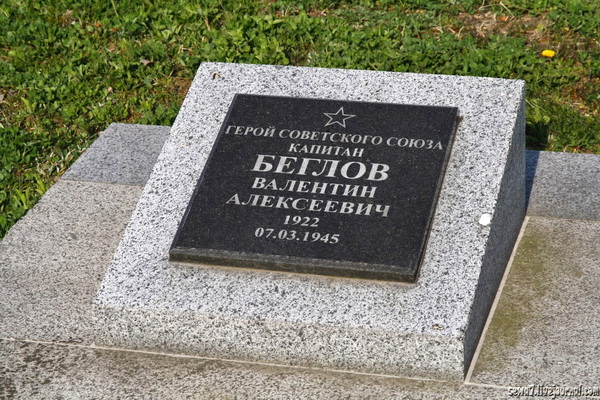 ГЕРОЙ СОВЕТСКОГО СОЮЗА
КАПИТАН
БЕГЛОВ
ВАЛЕНТИН
АЛЕКСЕЕВИЧ
1922
07.03.1945